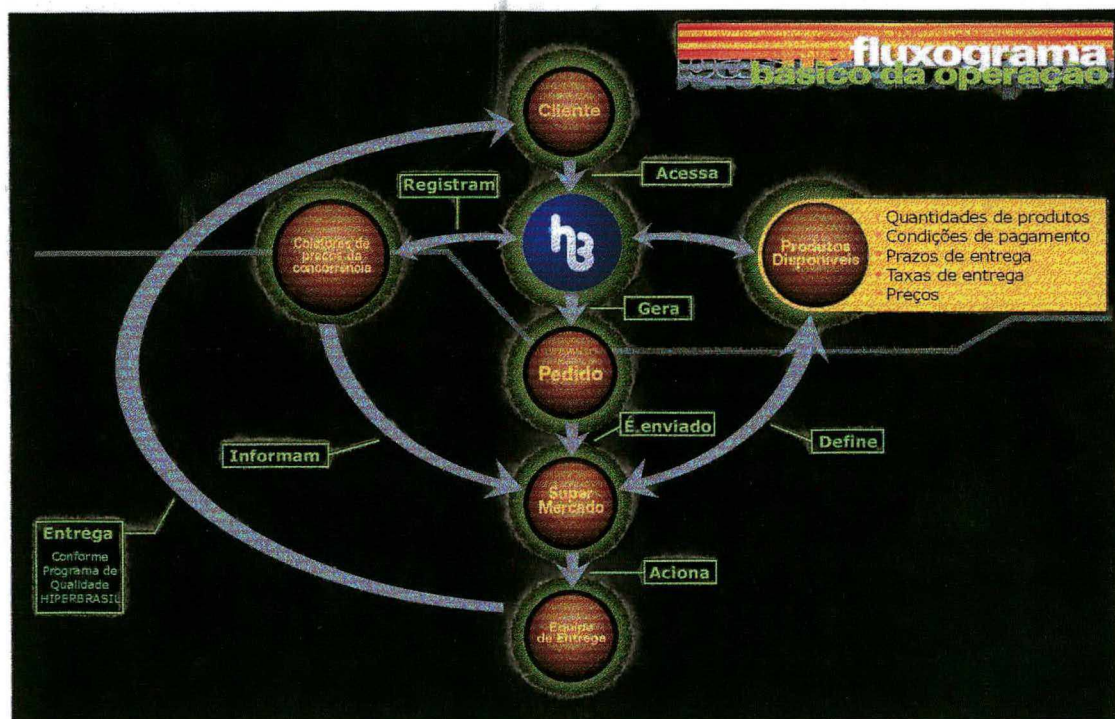 fluxograma
básico da operação
Cliente
Acessa
Registram
hB
Coletores de
preços da
concorrência
Produtos
Disponíveis
Quantidades de produtos
Condições de pagamento
Prazos de entrega
Taxas de entrega
Preços
Gera
Pedido
É enviado
Informam
Define
Super
Mercado
Entrega
Conforme
Programa de
Qualidade
HIPERBRASIL
Aciona
Equipe
de Entrega